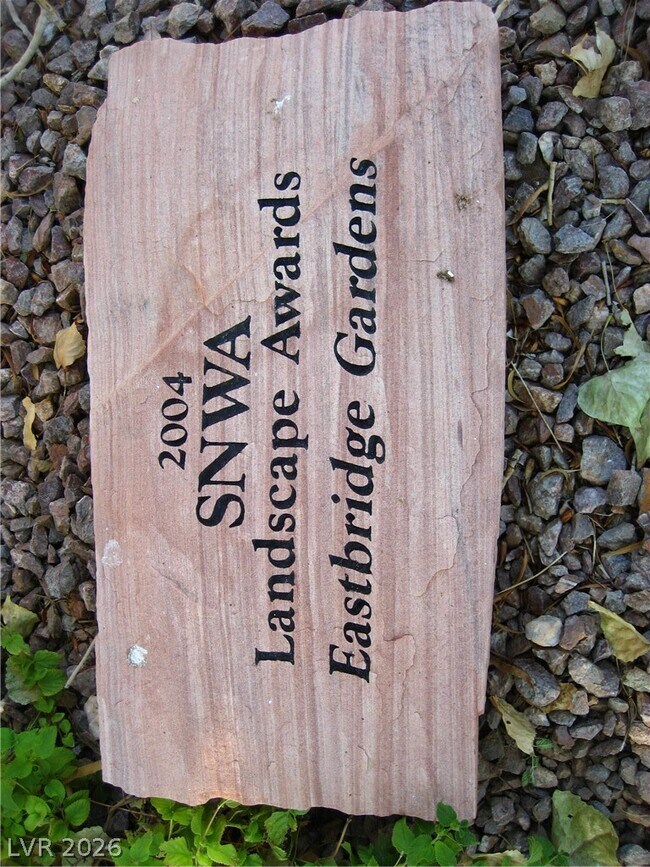 2004
SNWA
Landscape Awards
Eastbridge Gardens
LVR 2026